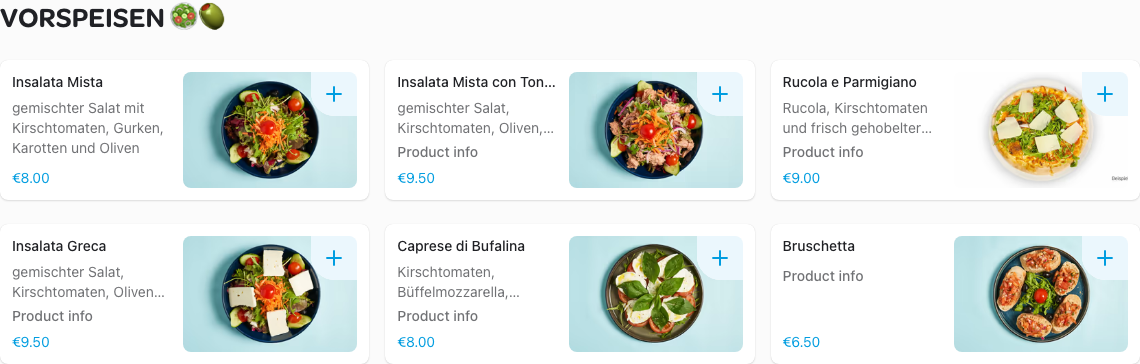 VORSPEISEN
Insalata Mista
gemischter Salat mit
Kirschtomaten, Gurken,
Karotten und Oliven
€8.00
Insalata Mista con Ton...
gemischter Salat,
Kirschtomaten, Oliven,...
Product info
€9.50
Rucola e Parmigiano
Rucola, Kirschtomaten
und frisch gehobelter...
Product info
€9.00
Beispiel
Insalata Greca
gemischter Salat,
Kirschtomaten, Oliven...
Product info
€9.50
Caprese di Bufalina
Kirschtomaten,
Büffelmozzarella,...
Product info
€8.00
Bruschetta
Product info
€6.50